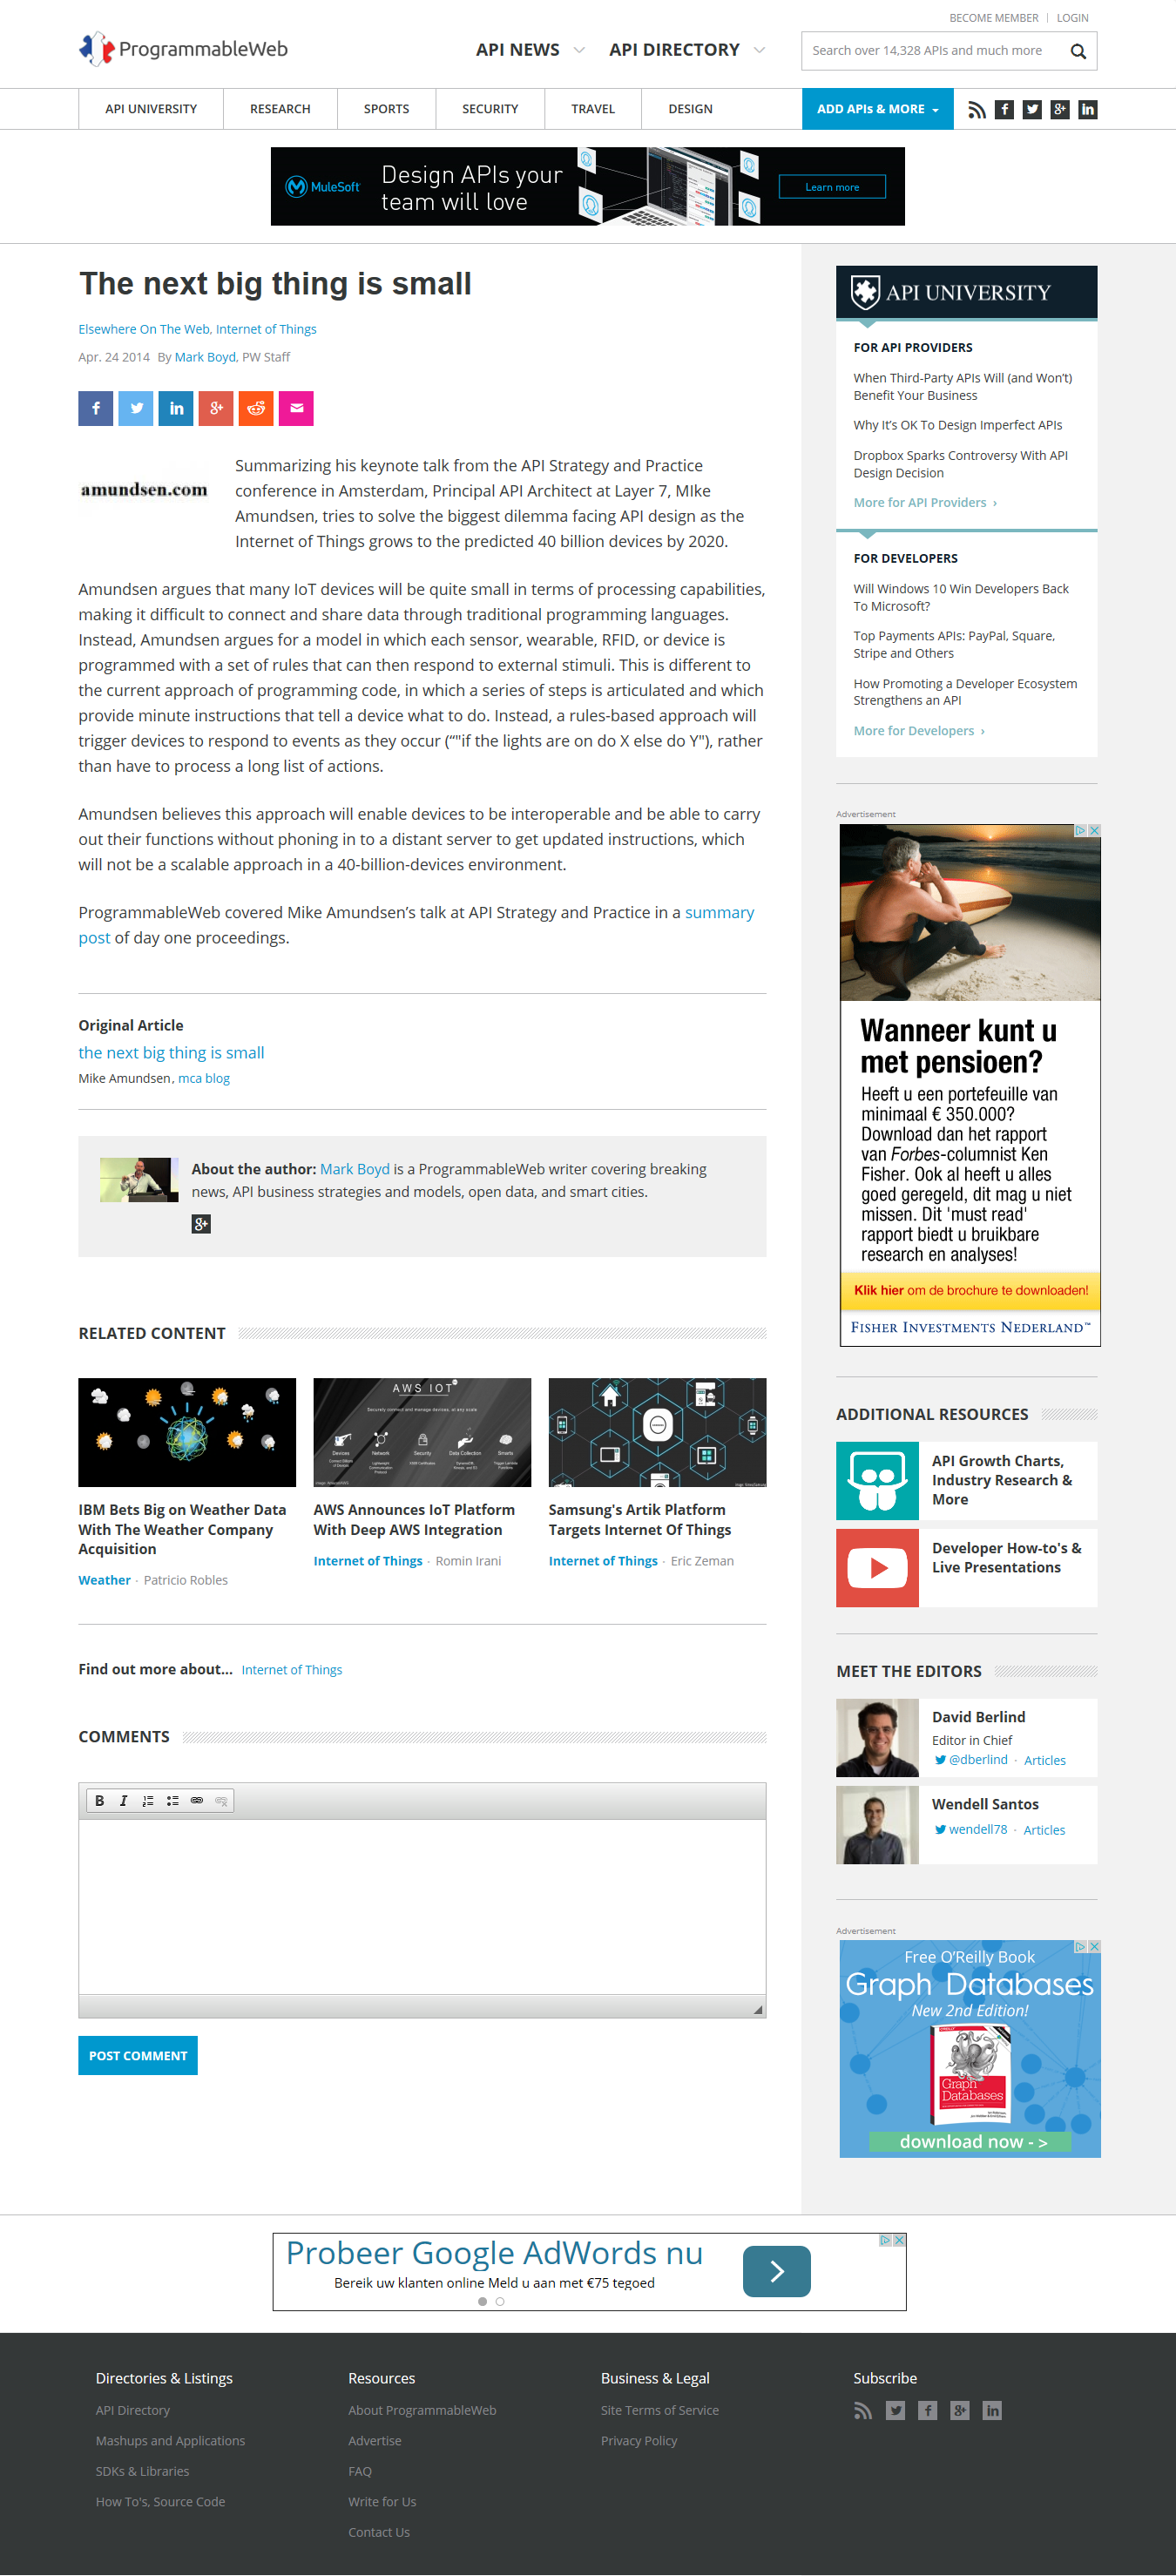 BECOME MEMBER | LOGIN
ProgrammableWeb
API NEWS
API DIRECTORY
Search over 14,328 APIs and much more
API UNIVERSITY
RESEARCH
SPORTS
SECURITY
TRAVEL
DESIGN
ADD APIs & MORE
MuleSoft
Design APIs your
team will love
Learn more
The next big thing is small
Elsewhere On The Web, Internet of Things
Apr. 24 2014 By Mark Boyd, PW Staff
amundsen.com
Summarizing his keynote talk from the API Strategy and Practice
conference in Amsterdam, Principal API Architect at Layer 7, MIke
Amundsen, tries to solve the biggest dilemma facing API design as the
Internet of Things grows to the predicted 40 billion devices by 2020.
Amundsen argues that many IoT devices will be quite small in terms of processing capabilities,
making it difficult to connect and share data through traditional programming languages.
Instead, Amundsen argues for a model in which each sensor, wearable, RFID, or device is
programmed with a set of rules that can then respond to external stimuli. This is different to
the current approach of programming code, in which a series of steps is articulated and which
provide minute instructions that tell a device what to do. Instead, a rules-based approach will
trigger devices to respond to events as they occur (“"if the lights are on do X else do Y"), rather
than have to process a long list of actions.
Amundsen believes this approach will enable devices to be interoperable and be able to carry
out their functions without phoning in to a distant server to get updated instructions, which
will not be a scalable approach in a 40-billion-devices environment.
ProgrammableWeb covered Mike Amundsen’s talk at API Strategy and Practice in a summary
post of day one proceedings.
Original Article
the next big thing is small
Mike Amundsen, mca blog
About the author: Mark Boyd is a ProgrammableWeb writer covering breaking
news, API business strategies and models, open data, and smart cities.
RELATED CONTENT
AWS IOT
Securely connect and manage devices, at any scale
Devices
Network
Security
Data Collection
Smarts
IBM Bets Big on Weather Data
With The Weather Company
Acquisition
Weather · Patricio Robles
AWS Announces IoT Platform
With Deep AWS Integration
Internet of Things · Romin Irani
Samsung's Artik Platform
Targets Internet Of Things
Internet of Things · Eric Zeman
Find out more about... Internet of Things
COMMENTS
POST COMMENT
API UNIVERSITY
FOR API PROVIDERS
When Third-Party APIs Will (and Won’t)
Benefit Your Business
Why It’s OK To Design Imperfect APIs
Dropbox Sparks Controversy With API
Design Decision
More for API Providers ›
FOR DEVELOPERS
Will Windows 10 Win Developers Back
To Microsoft?
Top Payments APIs: PayPal, Square,
Stripe and Others
How Promoting a Developer Ecosystem
Strengthens an API
More for Developers ›
Advertisement
Wanneer kunt u
met pensioen?
Heeft u een portefeuille van
minimaal € 350.000?
Download dan het rapport
van Forbes-columnist Ken
Fisher. Ook al heeft u alles
goed geregeld, dit mag u niet
missen. Dit 'must read'
rapport biedt u bruikbare
research en analyses!
Klik hier om de brochure te downloaden!
FISHER INVESTMENTS NEDERLAND™
ADDITIONAL RESOURCES
API Growth Charts,
Industry Research &
More
Developer How-to's &
Live Presentations
MEET THE EDITORS
David Berlind
Editor in Chief
@dberlind · Articles
Wendell Santos
wendell78 · Articles
Advertisement
Free O’Reilly Book
Graph Databases
New 2nd Edition!
Graph
Databases
download now - >
Probeer Google AdWords nu
Bereik uw klanten online Meld u aan met €75 tegoed
Directories & Listings
API Directory
Mashups and Applications
SDKs & Libraries
How To's, Source Code
Resources
About ProgrammableWeb
Advertise
FAQ
Write for Us
Contact Us
Business & Legal
Site Terms of Service
Privacy Policy
Subscribe